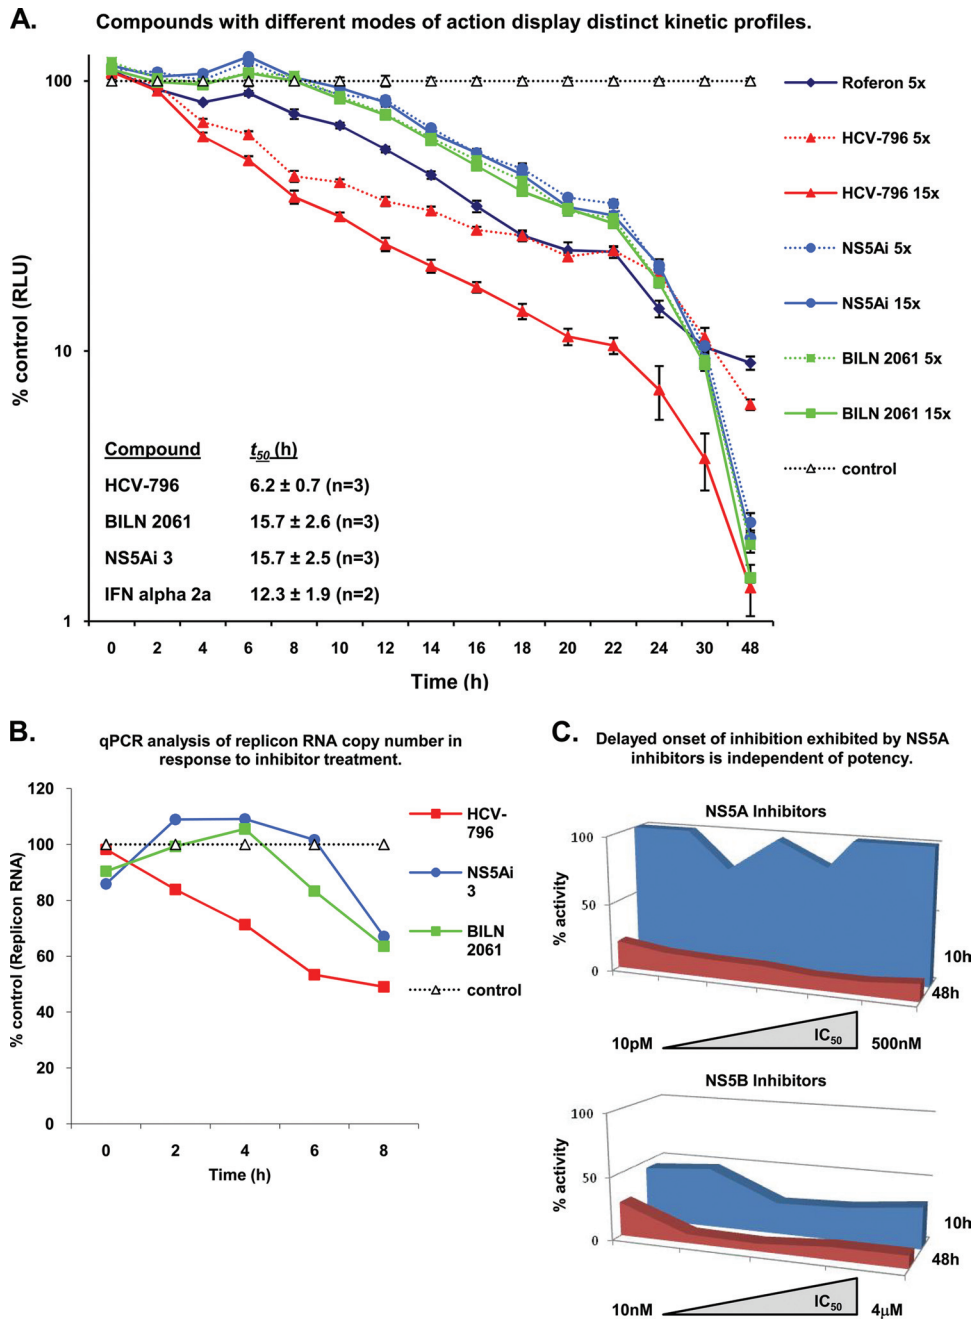 A.
Compounds with different modes of action display distinct kinetic profiles.
% control (RLU)
100
10
1
Roferon 5x
HCV-796 5x
HCV-796 15x
NS5Ai 5x
NS5Ai 15x
BILN 2061 5x
BILN 2061 15x
control
Compound t50 (h)
HCV-796 6.2 ± 0.7 (n=3)
BILN 2061 15.7 ± 2.6 (n=3)
NS5Ai 3 15.7 ± 2.5 (n=3)
IFN alpha 2a 12.3 ± 1.9 (n=2)
0 2 4 6 8 10 12 14 16 18 20 22 24 30 48
Time (h)
B.
qPCR analysis of replicon RNA copy number in
response to inhibitor treatment.
% control (Replicon RNA)
120
100
80
60
40
20
0
0 2 4 6 8
Time (h)
HCV-
796
NS5Ai
3
BILN
2061
control
C.
Delayed onset of inhibition exhibited by NS5A
inhibitors is independent of potency.
NS5A Inhibitors
% activity
100
50
0
10h
48h
10pM IC50 500nM
NS5B Inhibitors
% activity
100
50
0
10h
48h
10nM IC50 4µM